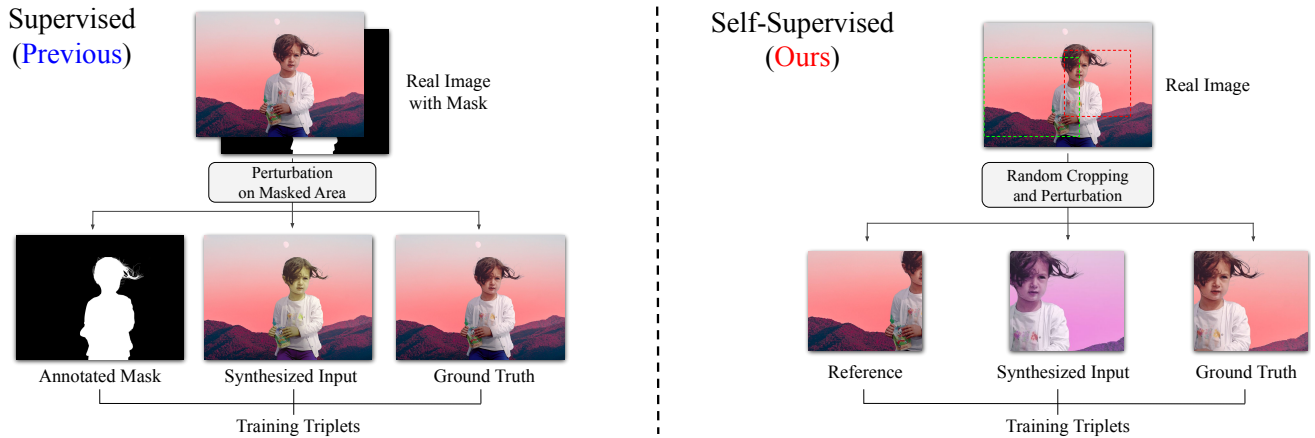 Supervised
(Previous)
Real Image
with Mask
Perturbation
on Masked Area
Annotated Mask
Synthesized Input
Ground Truth
Training Triplets
Self-Supervised
(Ours)
Real Image
Random Cropping
and Perturbation
Reference
Synthesized Input
Ground Truth
Training Triplets